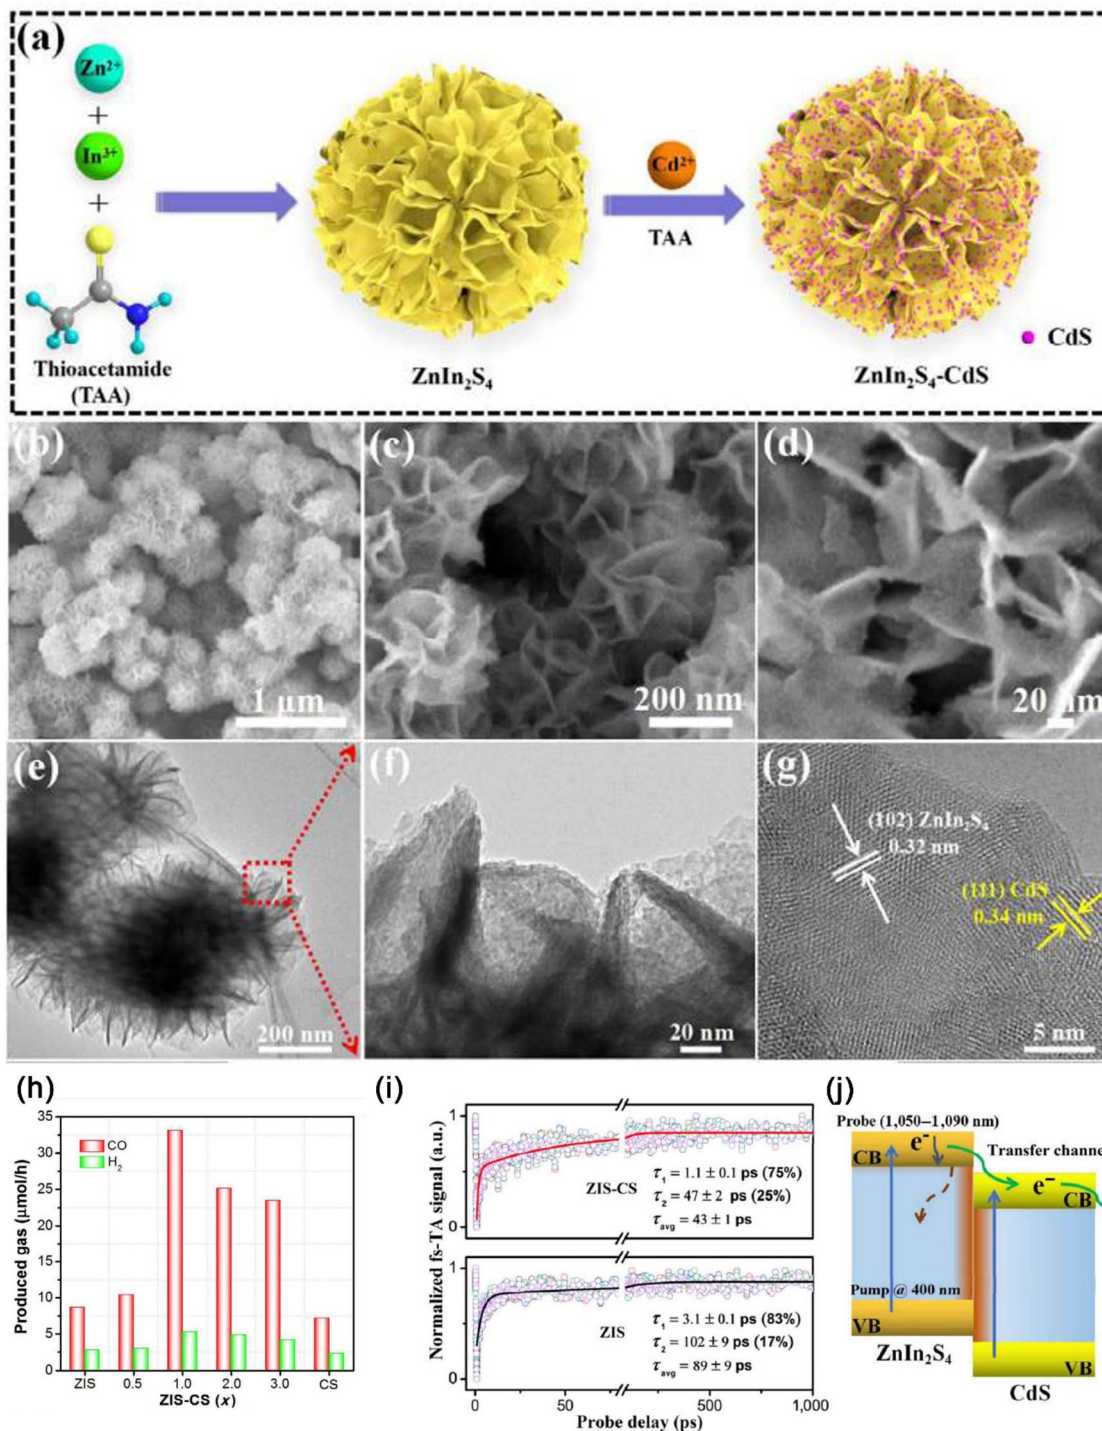 (a)
Zn²⁺
+
In³⁺
+
Thioacetamide
(TAA)
ZnIn₂S₄
Cd²⁺
TAA
ZnIn₂S₄-CdS
CdS
(b)
1 μm
(c)
200 nm
(d)
20 nm
(e)
200 nm
(f)
20 nm
(g)
(102) ZnIn₂S₄
0.32 nm
(111) CdS
0.34 nm
5 nm
(h)
Produced gas (μmol/h)
35
30
25
20
15
10
5
0
CO
H₂
ZIS 0.5 1.0 2.0 3.0 CS
ZIS-CS (x)
(i)
Normalized fs-TA signal (a.u.)
1
0
ZIS-CS
τ₁ = 1.1 ± 0.1 ps (75%)
τ₂ = 47 ± 2 ps (25%)
τavg = 43 ± 1 ps
1
0
ZIS
τ₁ = 3.1 ± 0.1 ps (83%)
τ₂ = 102 ± 9 ps (17%)
τavg = 89 ± 9 ps
0 50 500 1,000
Probe delay (ps)
(j)
Probe (1,050–1,090 nm)
CB
e⁻
Transfer channel
e⁻
CB
Pump @ 400 nm
VB
ZnIn₂S₄
VB
CdS